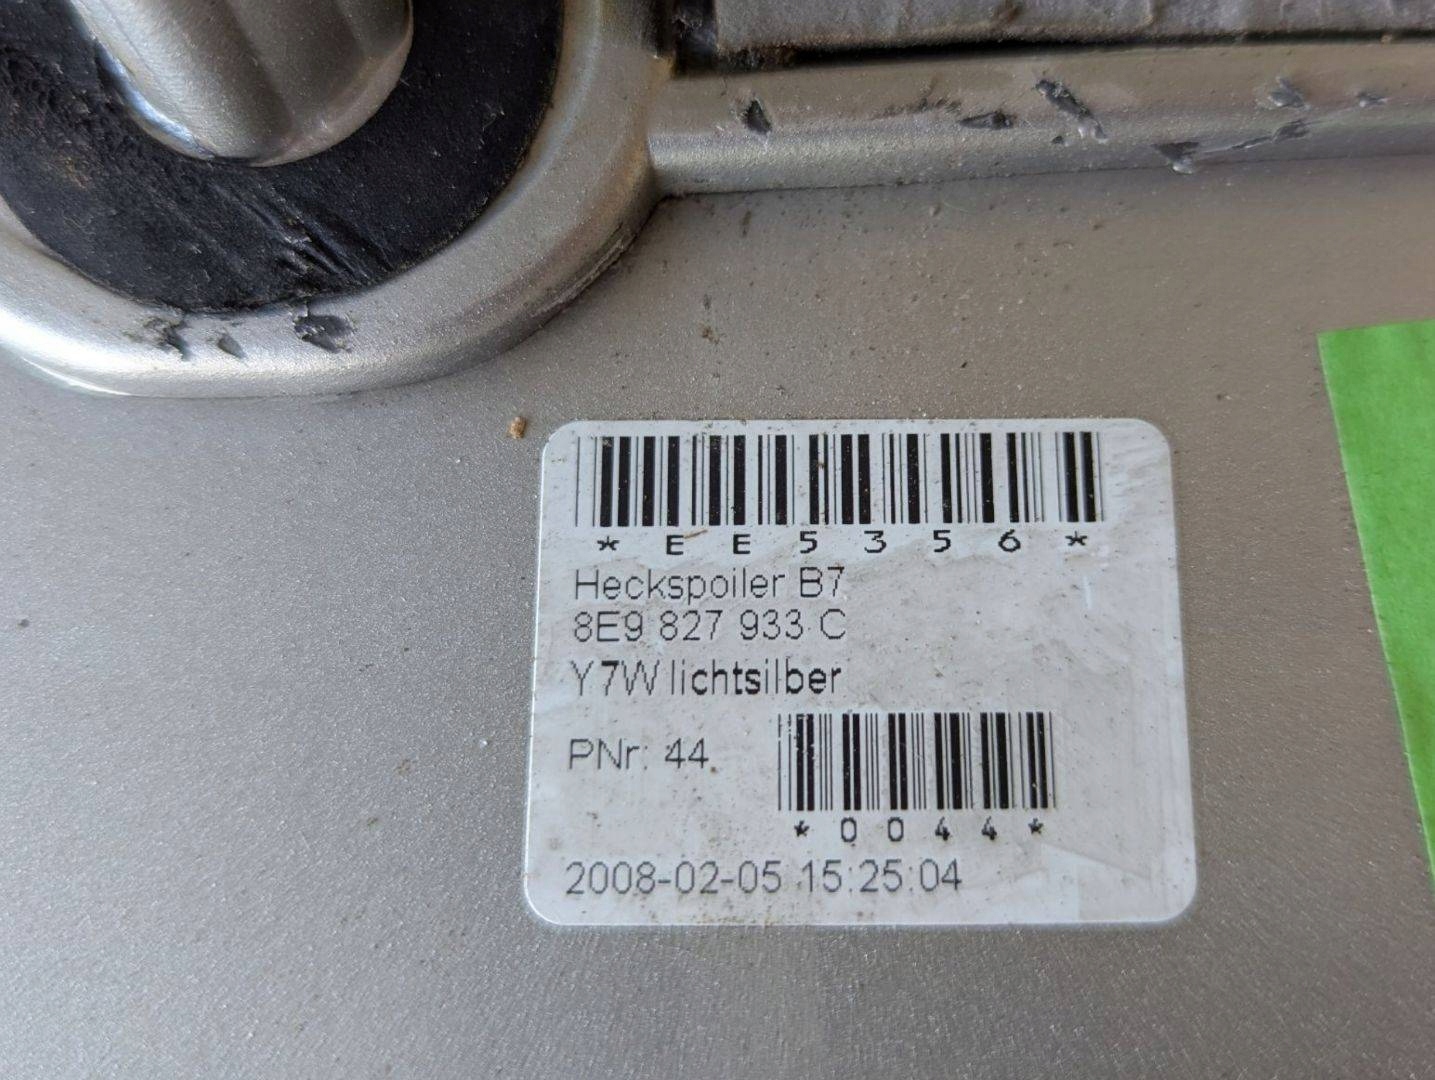 *EE5356*
Heckspoiler B7
8E9 827 933 C
Y7W lichtsilber
PNr: 44
*0044*
2008-02-05 15:25:04